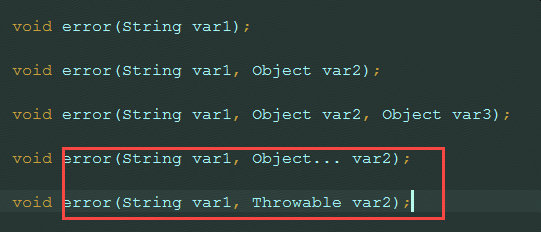 void error(String var1);
void error(String var1, Object var2);
void error(String var1, Object var2, Object var3);
void error(String var1, Object... var2);
void error(String var1, Throwable var2);